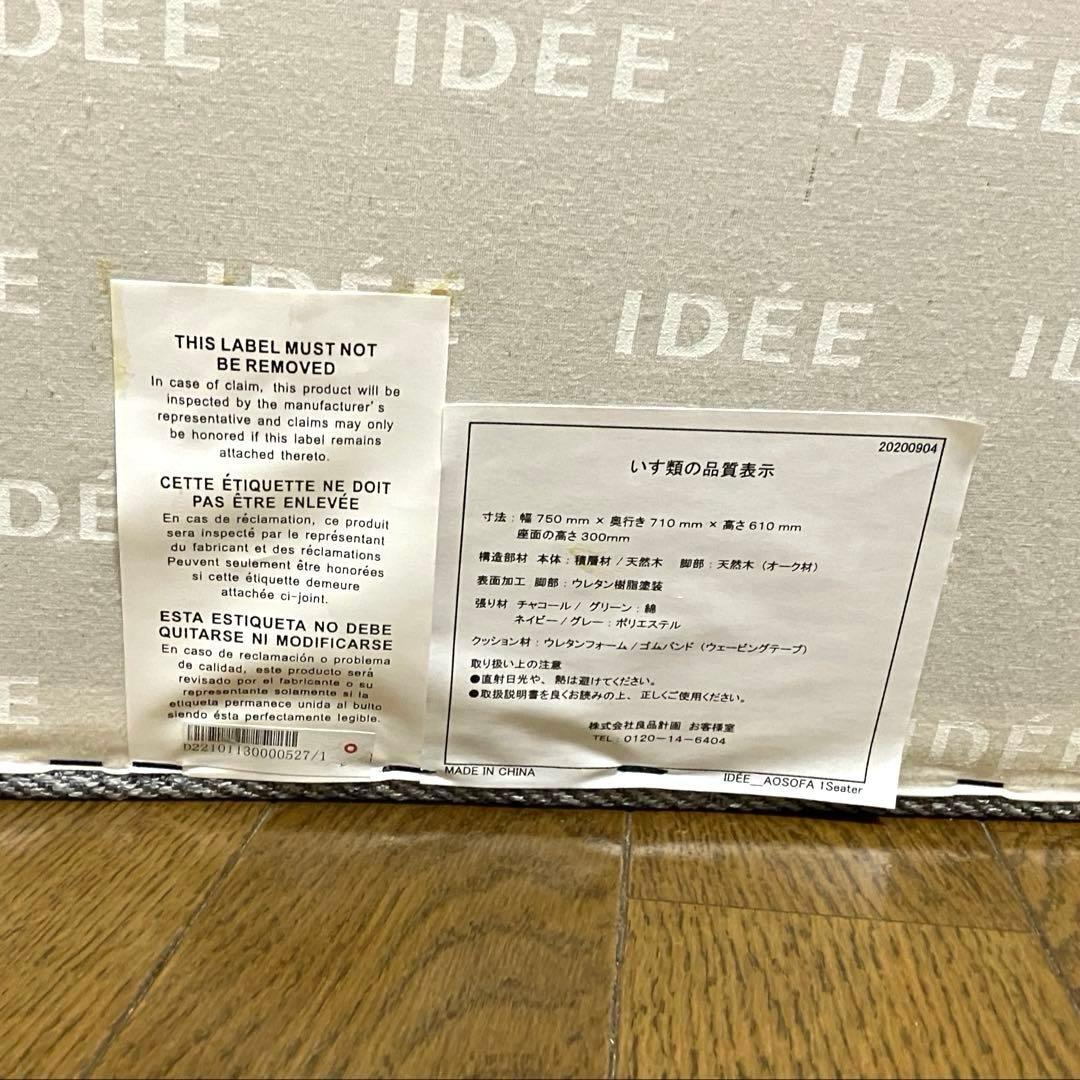 IDÉE
IDÉE
IDÉE
IDÉE
IDÉE
THIS LABEL MUST NOT
BE REMOVED
In case of claim, this product will be
inspected by the manufacturer's
representative and claims may only
be honored if this label remains
attached thereto.
CETTE ÉTIQUETTE NE DOIT
PAS ÊTRE ENLEVÉE
En cas de réclamation, ce produit
sera inspecté par le représentant
du fabricant et des réclamations
Peuvent seulement être honorées
si cette étiquette demeure
attachée ci-joint.
ESTA ESTIQUETA NO DEBE
QUITARSE NI MODIFICARSE
En caso de reclamación o problema
de calidad, este producto será
revisado por el fabricante o su
representante solamente si la
etiqueta permanece unida al bulto
siendo ésta perfectamente legible.
D22101130000527/1
20200904
いす類の品質表示
寸法：幅 750 mm × 奥行き 710 mm × 高さ 610 mm
座面の高さ 300mm
構造部材 本体：積層材 / 天然木 脚部：天然木（オーク材）
表面加工 脚部：ウレタン樹脂塗装
張り材 チャコール / グリーン：綿
ネイビー / グレー：ポリエステル
クッション材：ウレタンフォーム / ゴムバンド（ウェービングテープ）
取り扱い上の注意
●直射日光や、熱は避けてください。
●取扱説明書を良くお読みの上、正しくご使用ください。
株式会社良品計画 お客様室
TEL：0120-14-6404
MADE IN CHINA
IDÉE__AOSOFA 1Seater